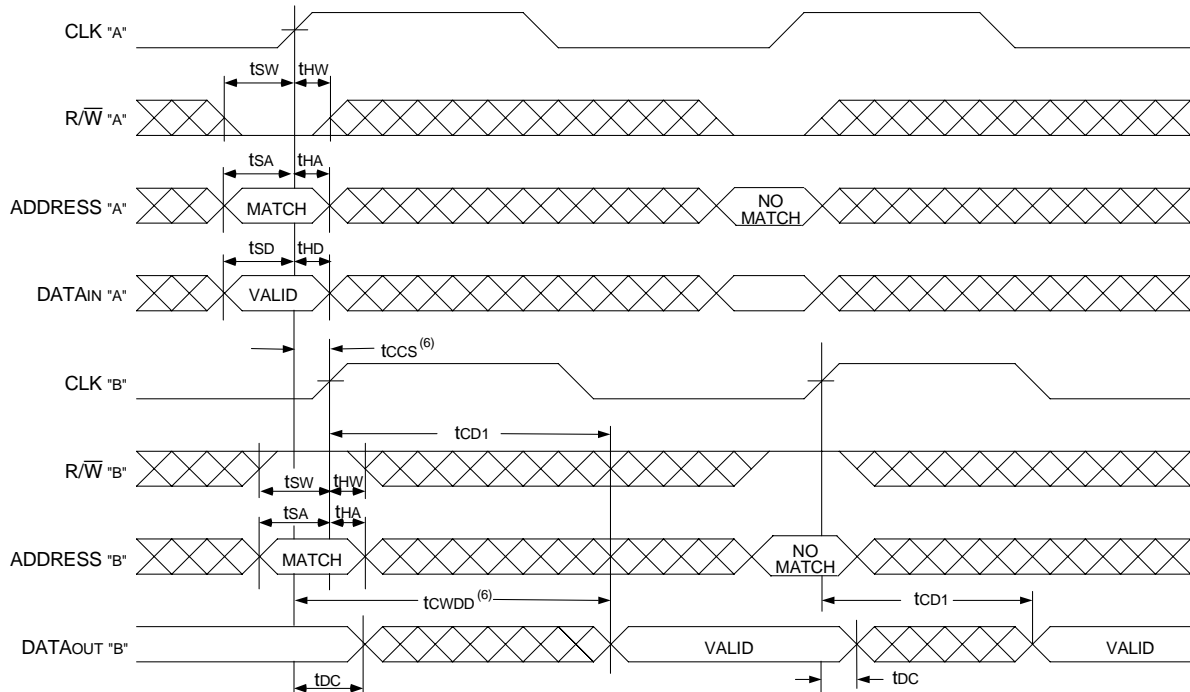 CLK "A"
tSW tHW
R/W̅ "A"
tSA tHA
ADDRESS "A" MATCH NO MATCH
tSD tHD
DATAIN "A" VALID
tCCS (6)
CLK "B"
tCD1
R/W̅ "B"
tSW tHW
tSA tHA
ADDRESS "B" MATCH NO MATCH
tCWDD (6) tCD1
DATAOUT "B" VALID VALID
tDC tDC